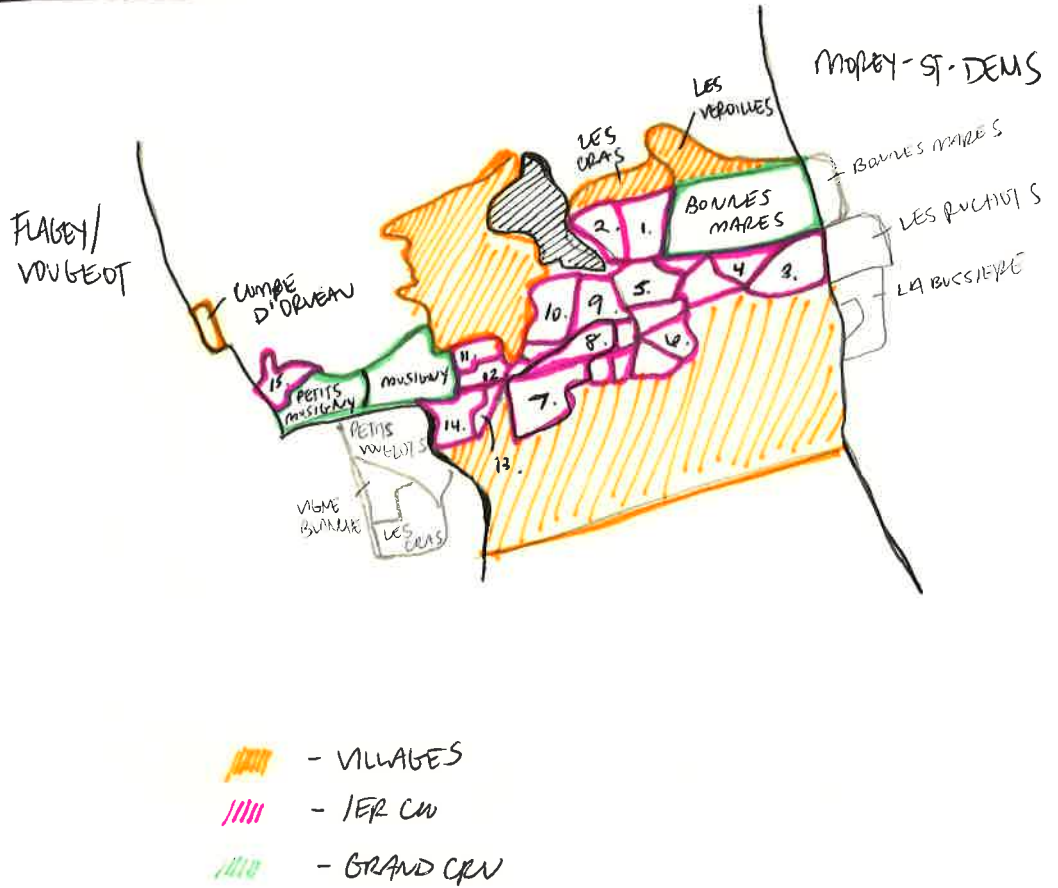 MOREY-ST-DENIS
LES
VEROILLES
LES
CRAS
BONNES MARES
BONNES
MARES
LES RUCHOTS
LA BUSSIERE
FLAGEY/
VOUGEOT
COMBE
D'ORVEAU
2.
1.
3.
4
5.
6.
7.
8.
9.
10.
11.
12
13.
14.
15.
PETITS
MUSIGNY
MUSIGNY
PETITS
VOUGEOTS
VIGNE
BLANCHE
LES
CRAS
- VILLAGES
- 1ER CRU
- GRAND CRU